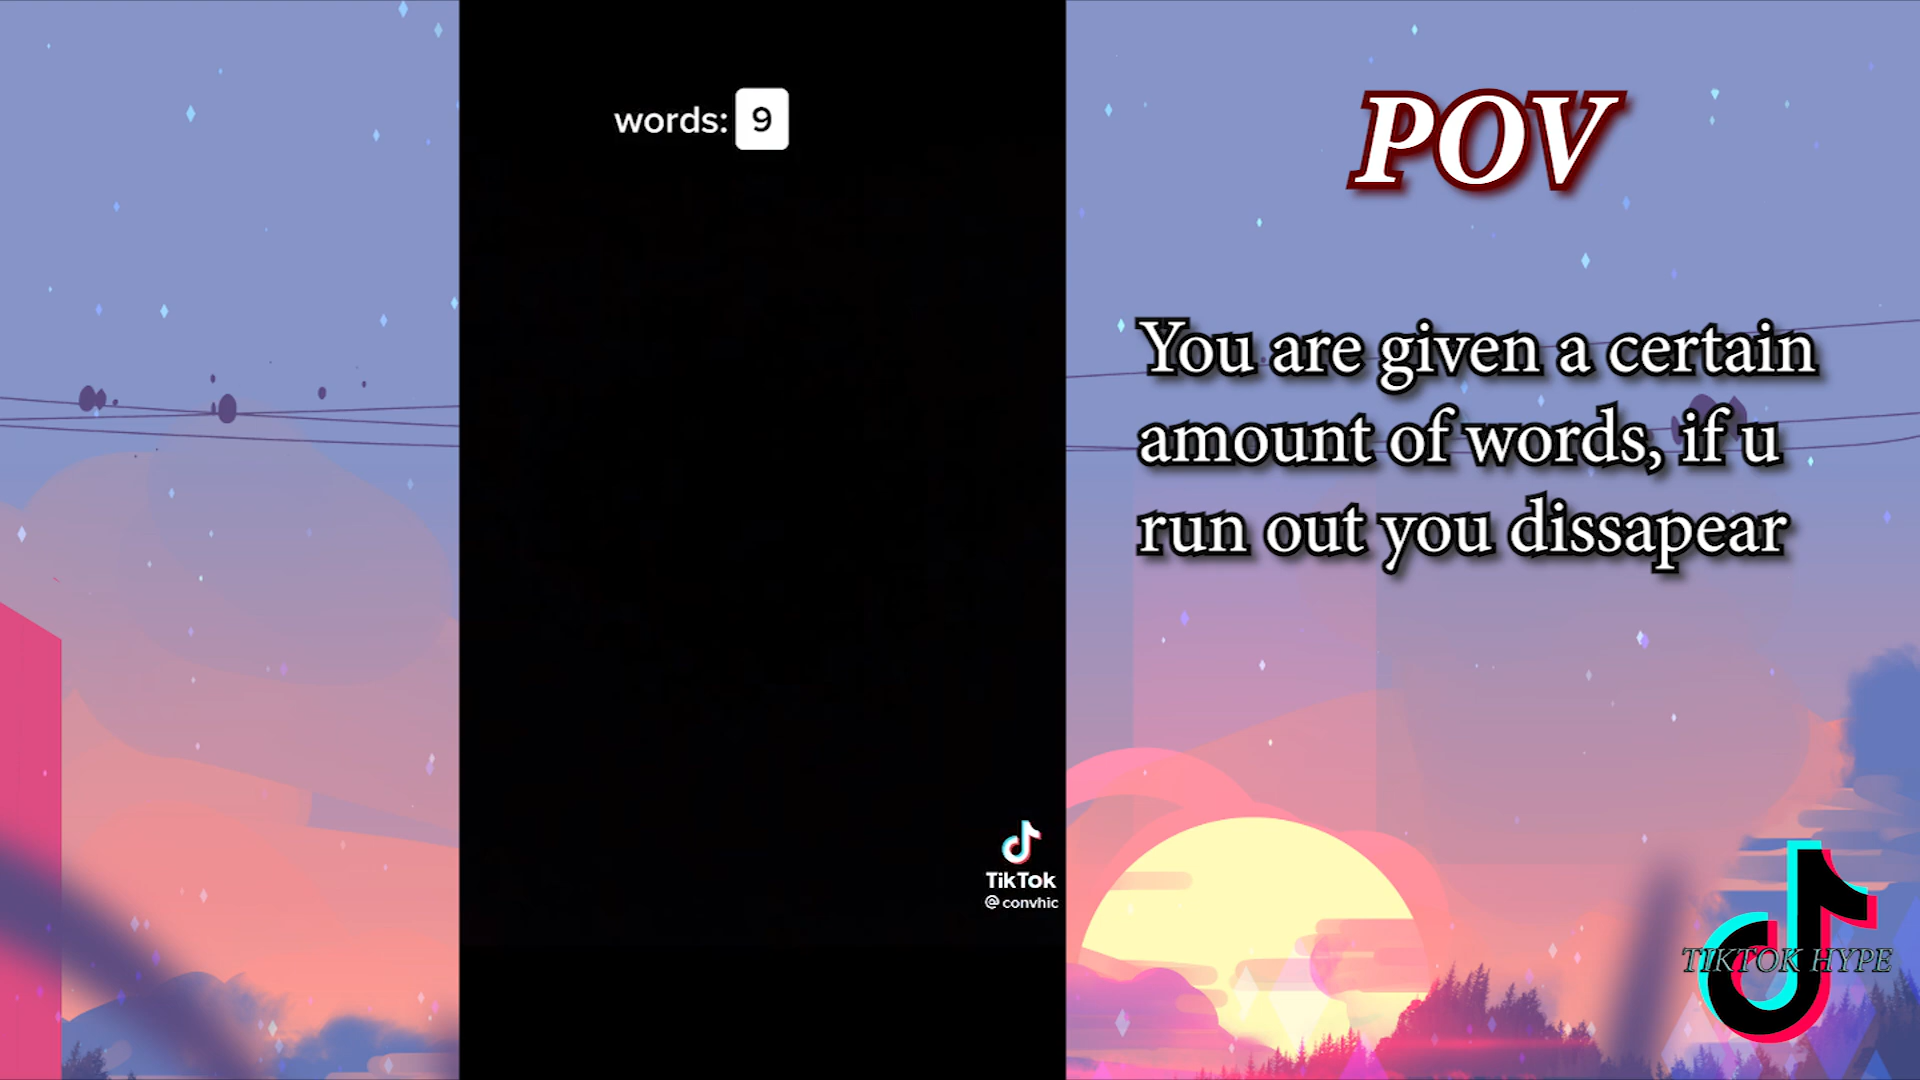 words: 9
POV
You are given a certain
amount of words, if u
run out you dissapear
TikTok
@convhic
TIKTOK HYPE